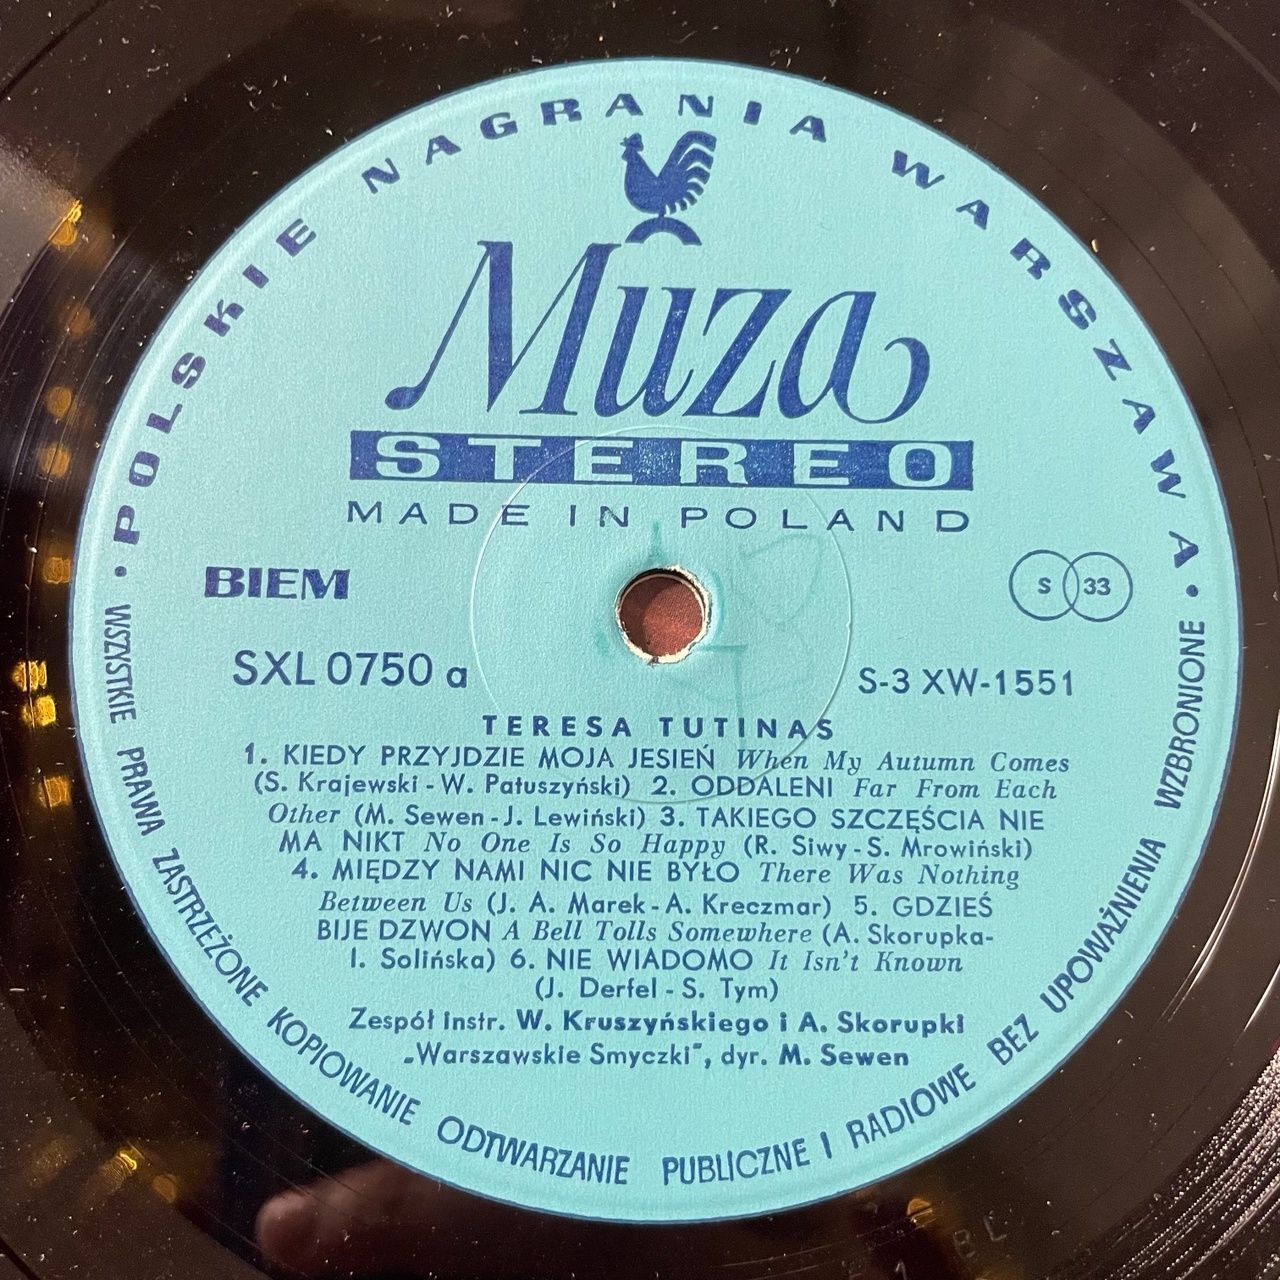 POLSKIE NAGRANIA WARSZAWA
Muza
STEREO
MADE IN POLAND
BIEM
S 33
SXL 0750 a
S-3 XW-1551
TERESA TUTINAS
1. KIEDY PRZYJDZIE MOJA JESIEŃ When My Autumn Comes
(S. Krajewski - W. Patuszyński) 2. ODDALENI Far From Each
Other (M. Sewen - J. Lewiński) 3. TAKIEGO SZCZĘŚCIA NIE
MA NIKT No One Is So Happy (R. Siwy - S. Mrowiński)
4. MIĘDZY NAMI NIC NIE BYŁO There Was Nothing
Between Us (J. A. Marek - A. Kreczmar) 5. GDZIEŚ
BIJE DZWON A Bell Tolls Somewhere (A. Skorupka-
I. Solińska) 6. NIE WIADOMO It Isn't Known
(J. Derfel - S. Tym)
Zespół instr. W. Kruszyńskiego i A. Skorupki
„Warszawskie Smyczki", dyr. M. Sewen
• WSZYSTKIE PRAWA ZASTRZEŻONE KOPIOWANIE ODTWARZANIE PUBLICZNE I RADIOWE BEZ UPOWAŻNIENIA WZBRONIONE •